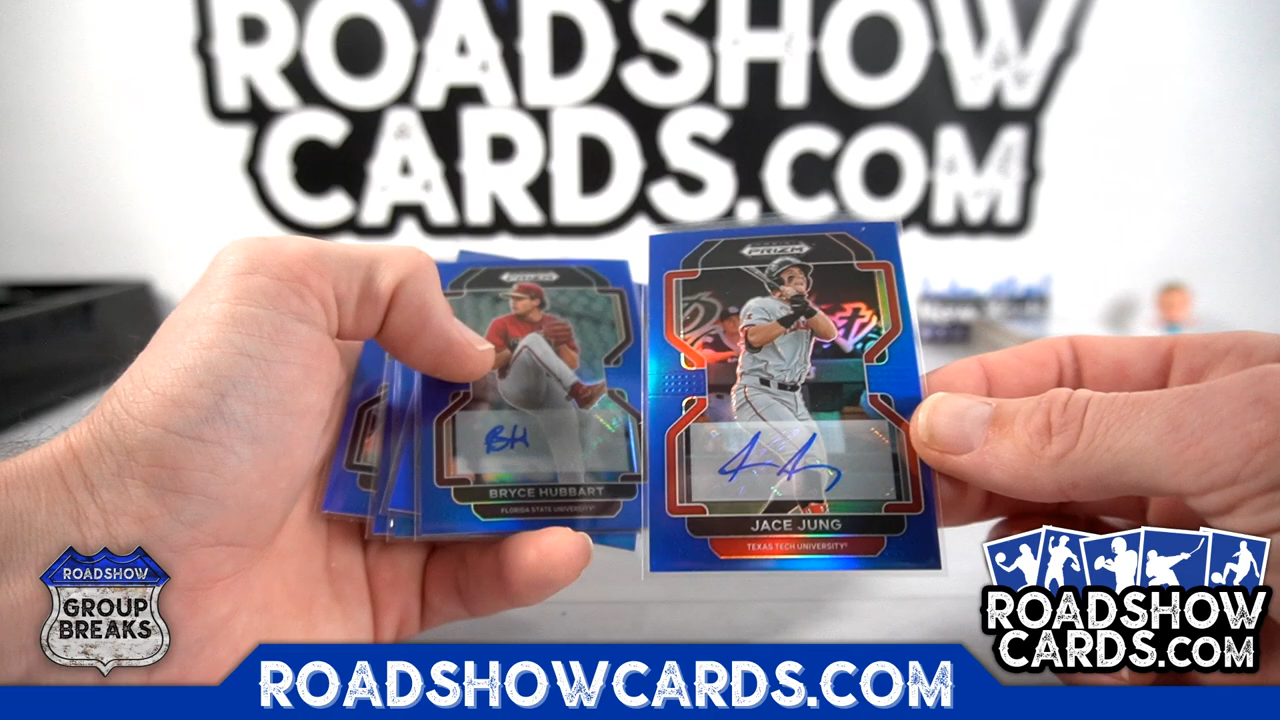 ROADSHOW
CARDS.COM
PRIZM
BH
BRYCE HUBBART
FLORIDA STATE UNIVERSITY
PRIZM
JACE JUNG
TEXAS TECH UNIVERSITY
ROADSHOW
GROUP
BREAKS
ROADSHOWCARDS.COM
ROADSHOW
CARDS.COM